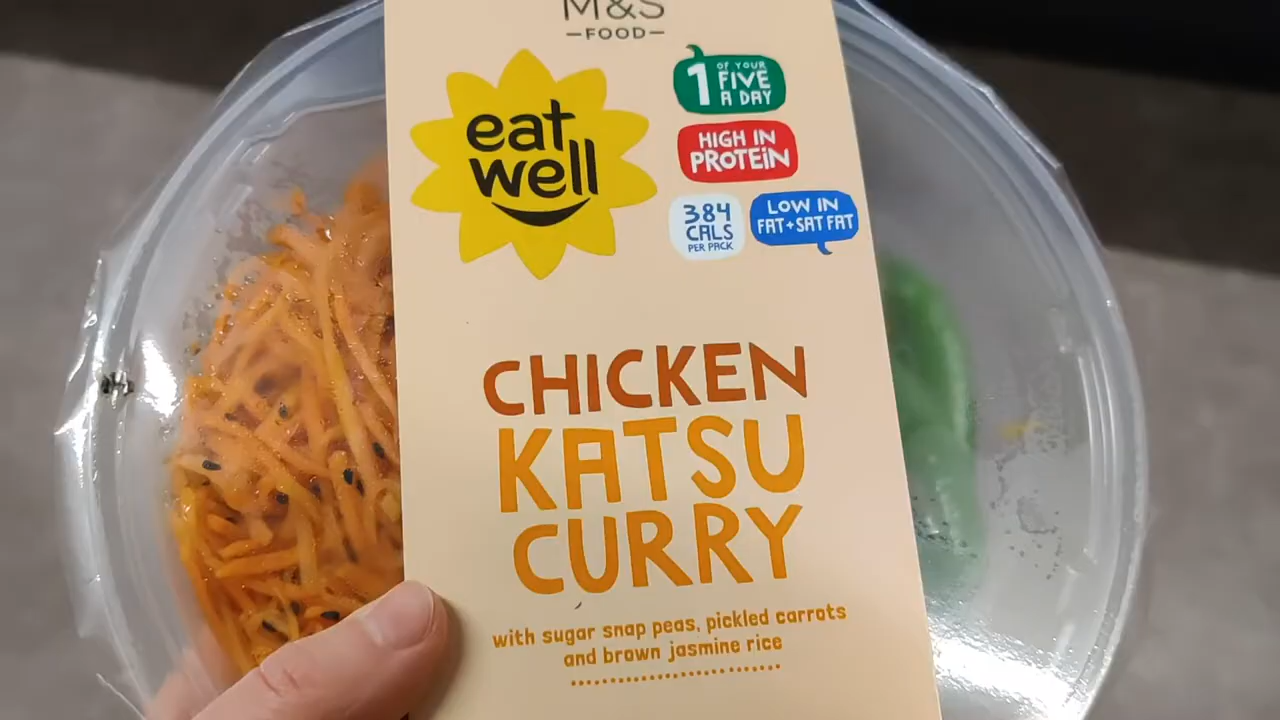 M&S
FOOD
eat
well
1 OF YOUR
FIVE
A DAY
HIGH IN
PROTEIN
384
CALS
PER PACK
LOW IN
FAT+SAT FAT
CHICKEN
KATSU
CURRY
with sugar snap peas, pickled carrots
and brown jasmine rice